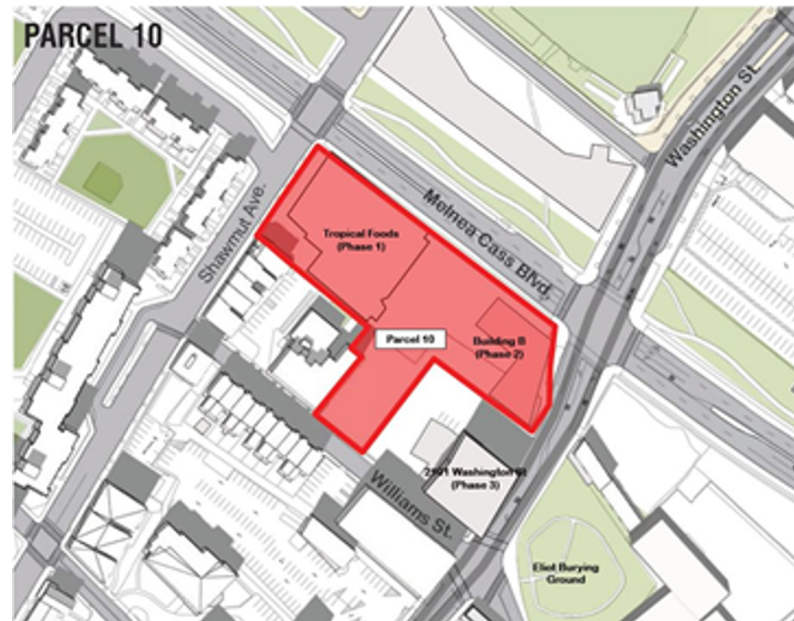 PARCEL 10
Washington St.
Melnea Cass Blvd.
Shawmut Ave.
Tropical Foods
(Phase 1)
Parcel 10
Building B
(Phase 2)
2101 Washington St
(Phase 3)
Williams St.
Eliot Burying
Ground